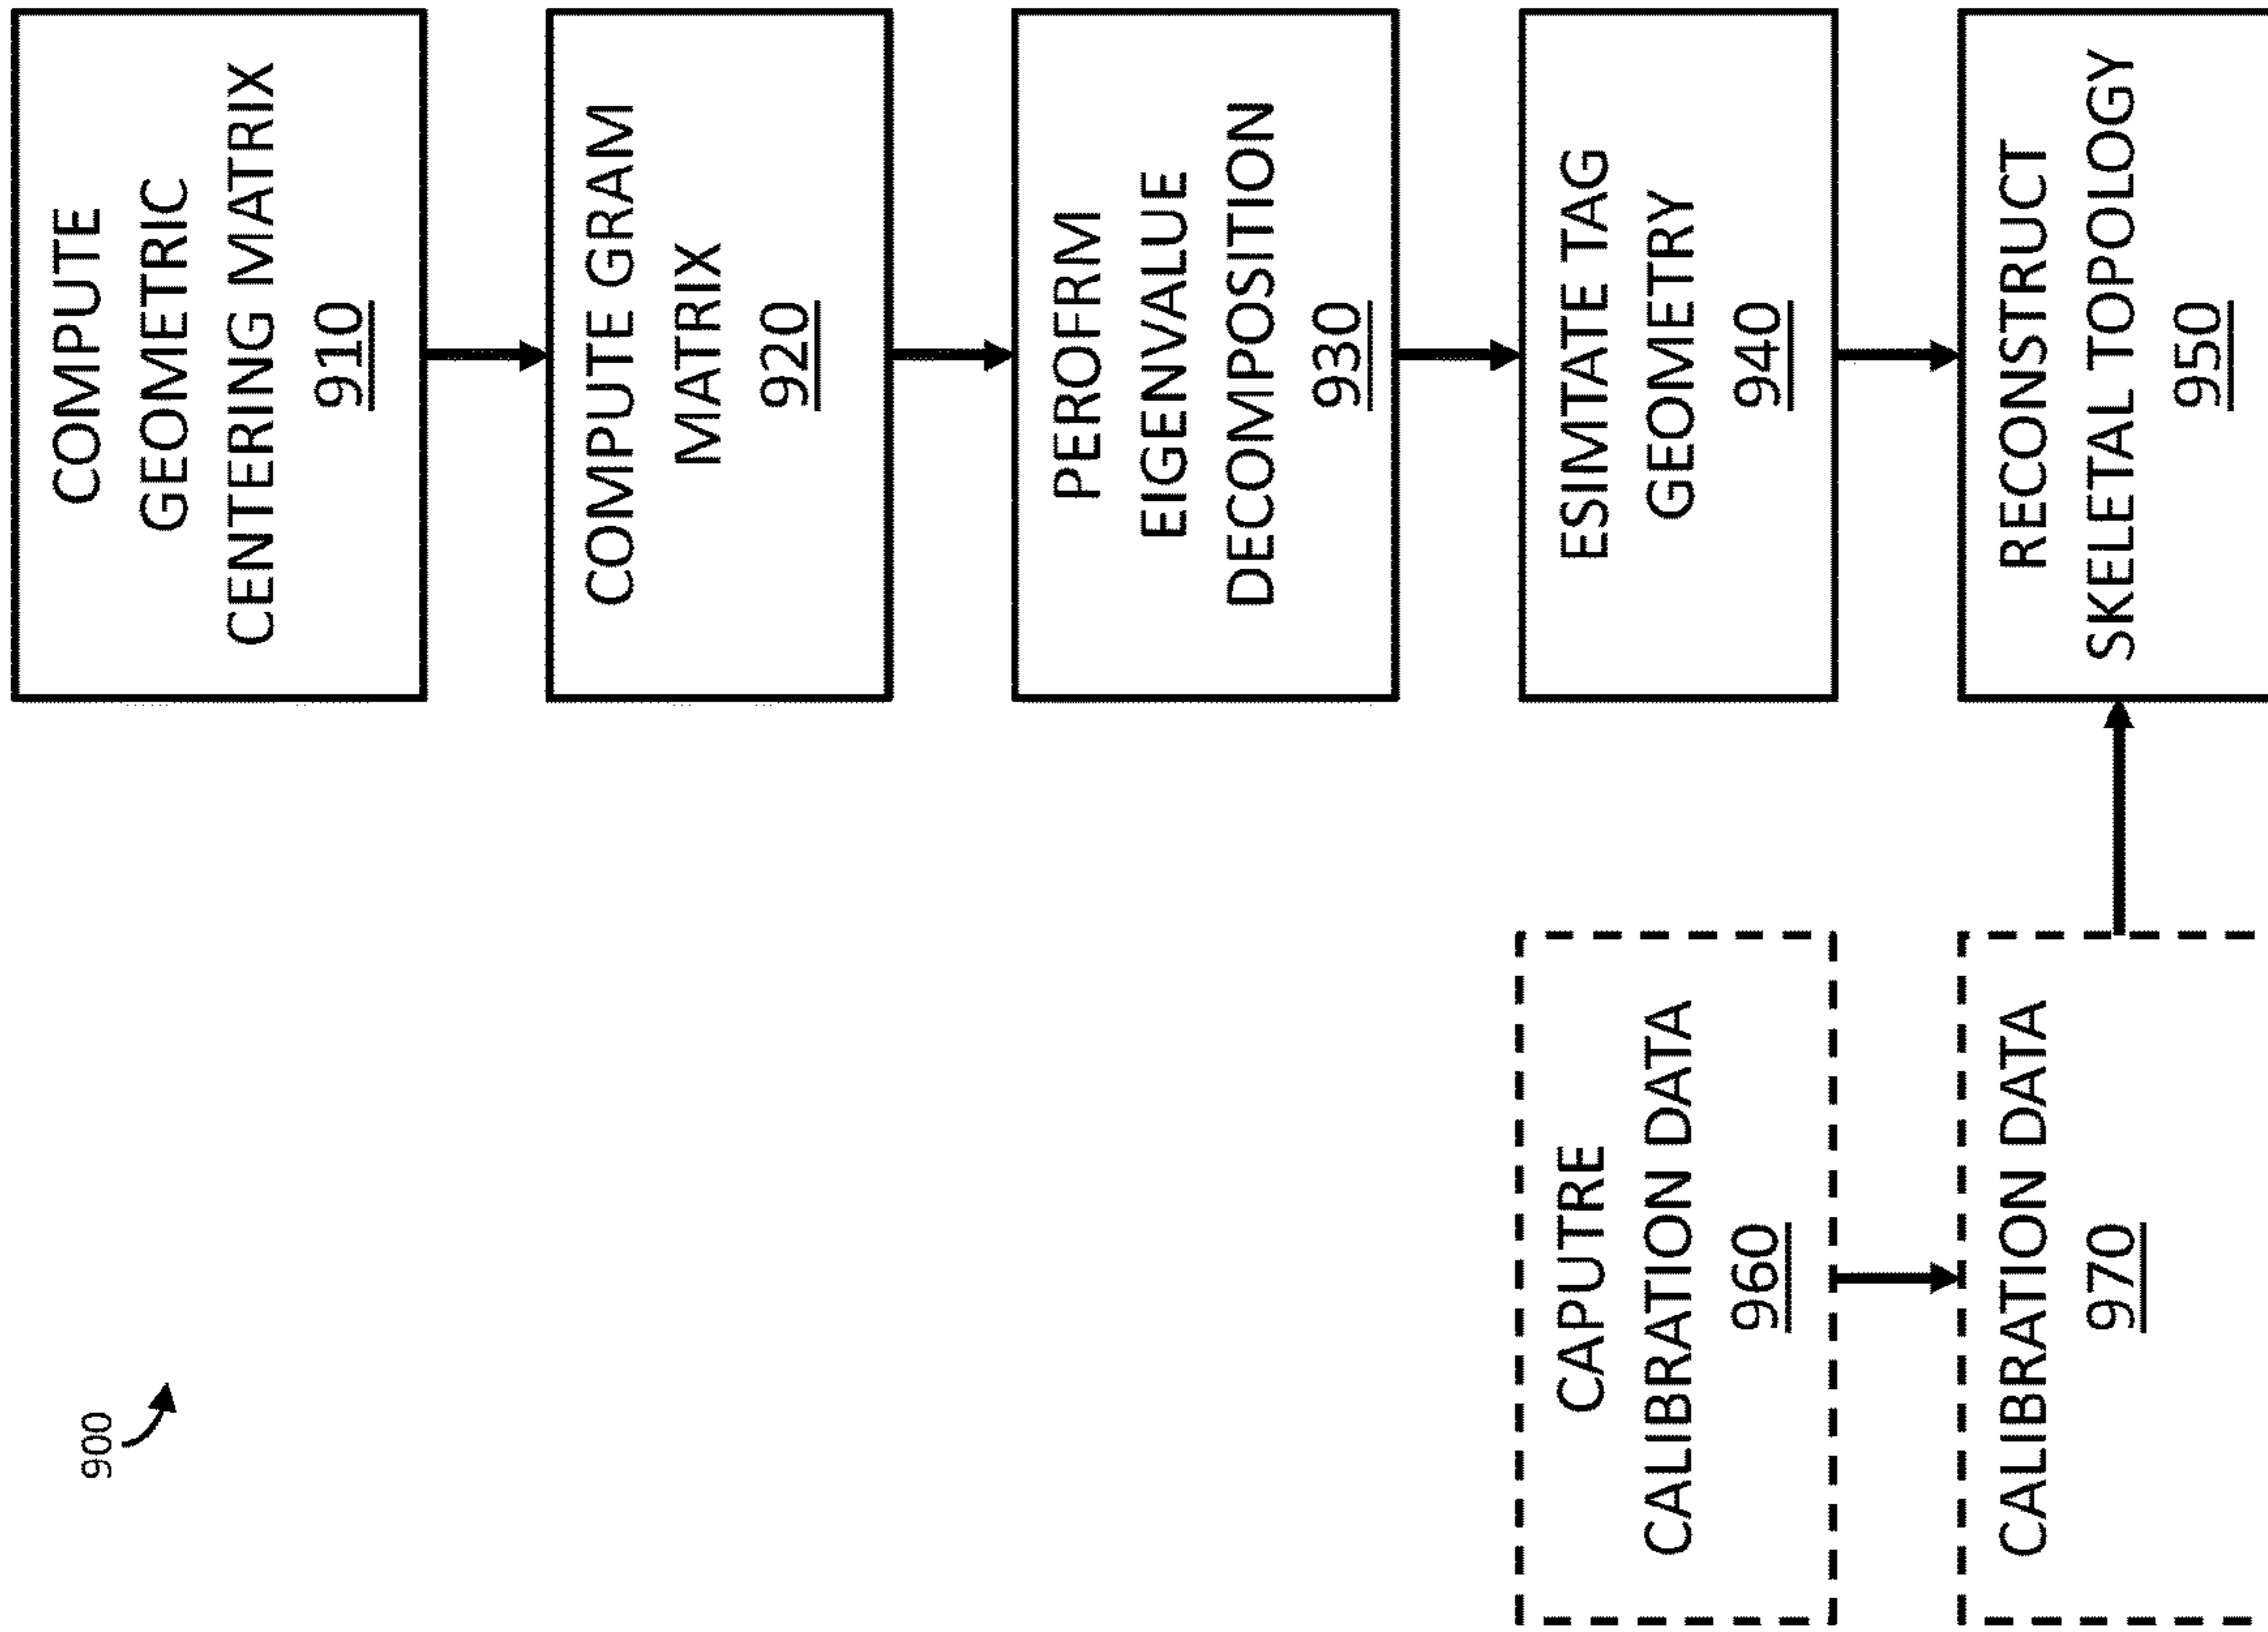 900
COMPUTE
GEOMETRIC
CENTERING MATRIX
910
COMPUTE GRAM
MATRIX
920
PEROFRM
EIGENVALUE
DECOMPOSITION
930
ESIMTATE TAG
GEOMETRY
940
RECONSTRUCT
SKELETAL TOPOLOGY
950
CAPUTRE
CALIBRATION DATA
960
CALIBRATION DATA
970